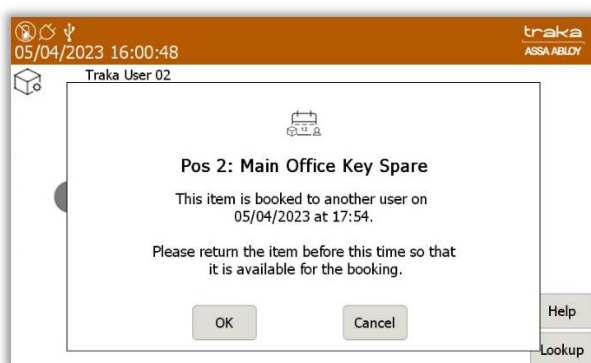 traka
05/04/2023 16:00:48
ASSA ABLOY
Traka User 02
12
Pos 2: Main Office Key Spare
This item is booked to another user on
05/04/2023 at 17:54.
Please return the item before this time so that
it is available for the booking.
OK
Cancel
Help
Lookup